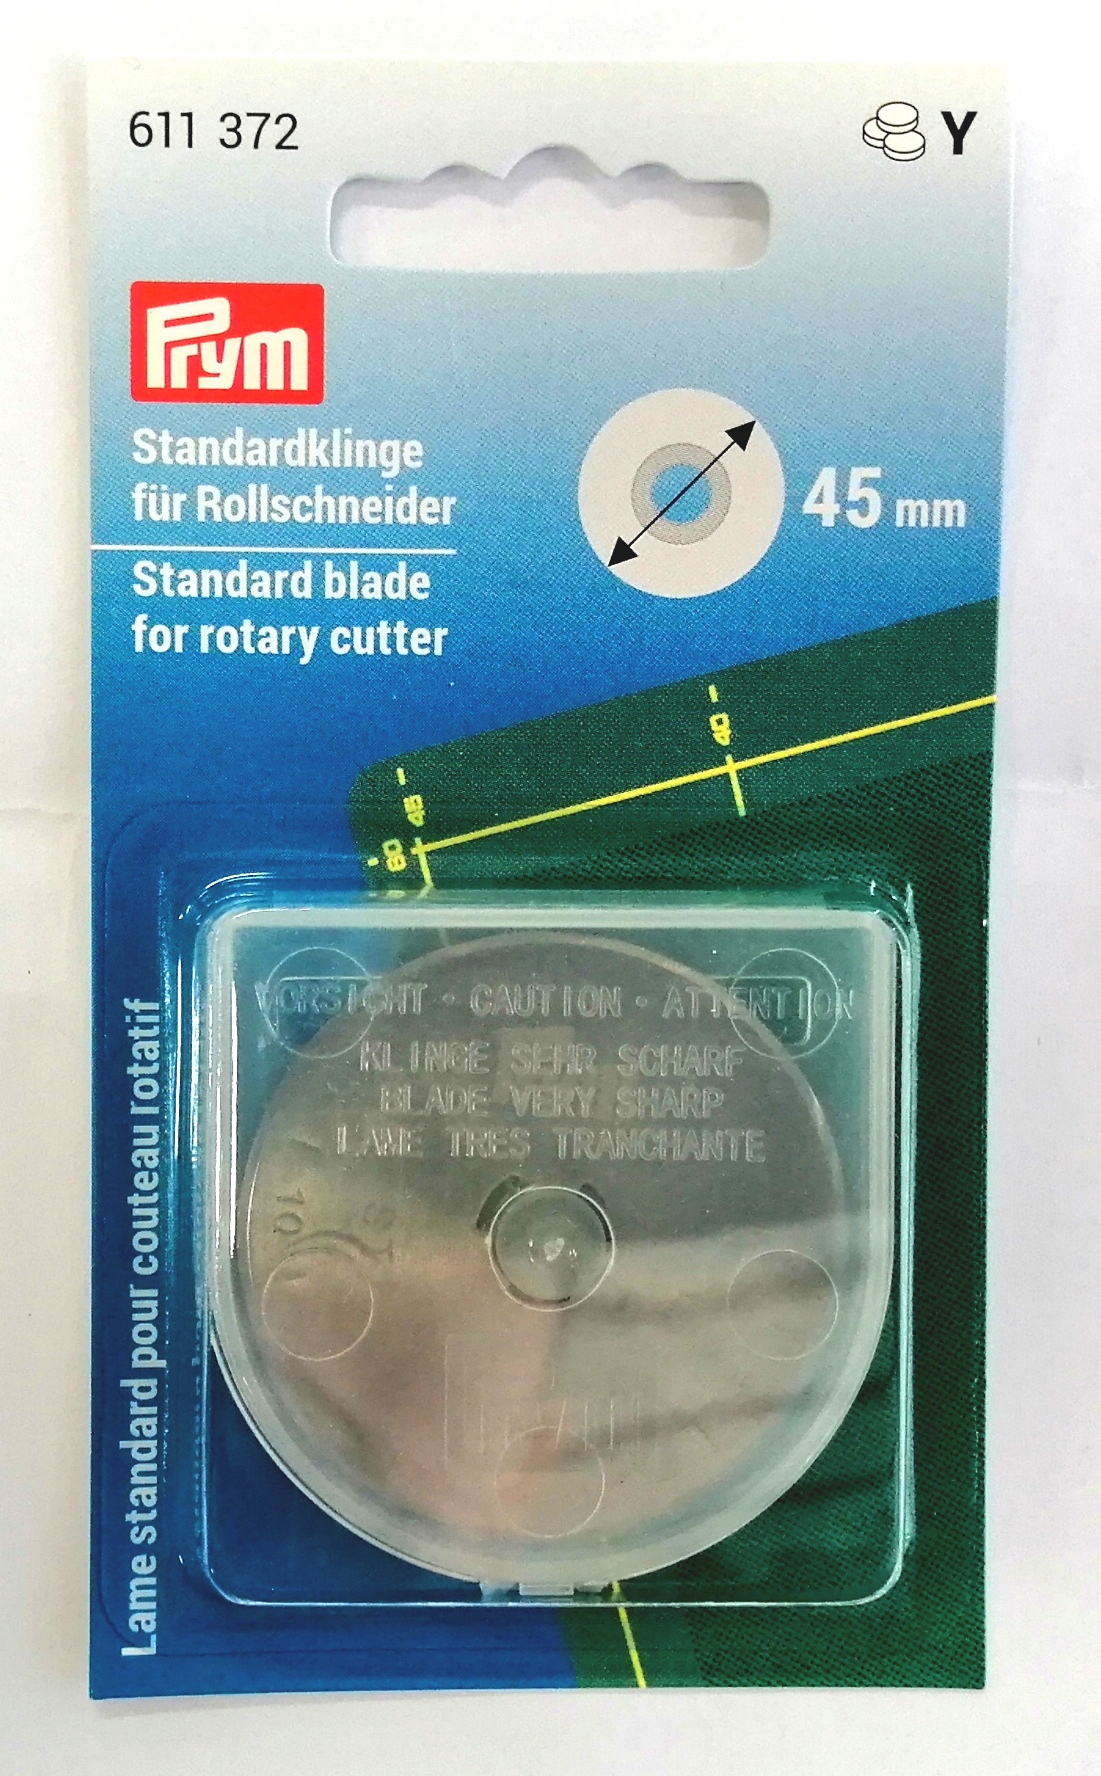 611 372
Y
Prym
Standardklinge
für Rollschneider
Standard blade
for rotary cutter
45 mm
40
45
60
VORSICHT · CAUTION · ATTENTION
KLINGE SEHR SCHARF
BLADE VERY SHARP
LAME TRES TRANCHANTE
Lame standard pour couteau rotatif